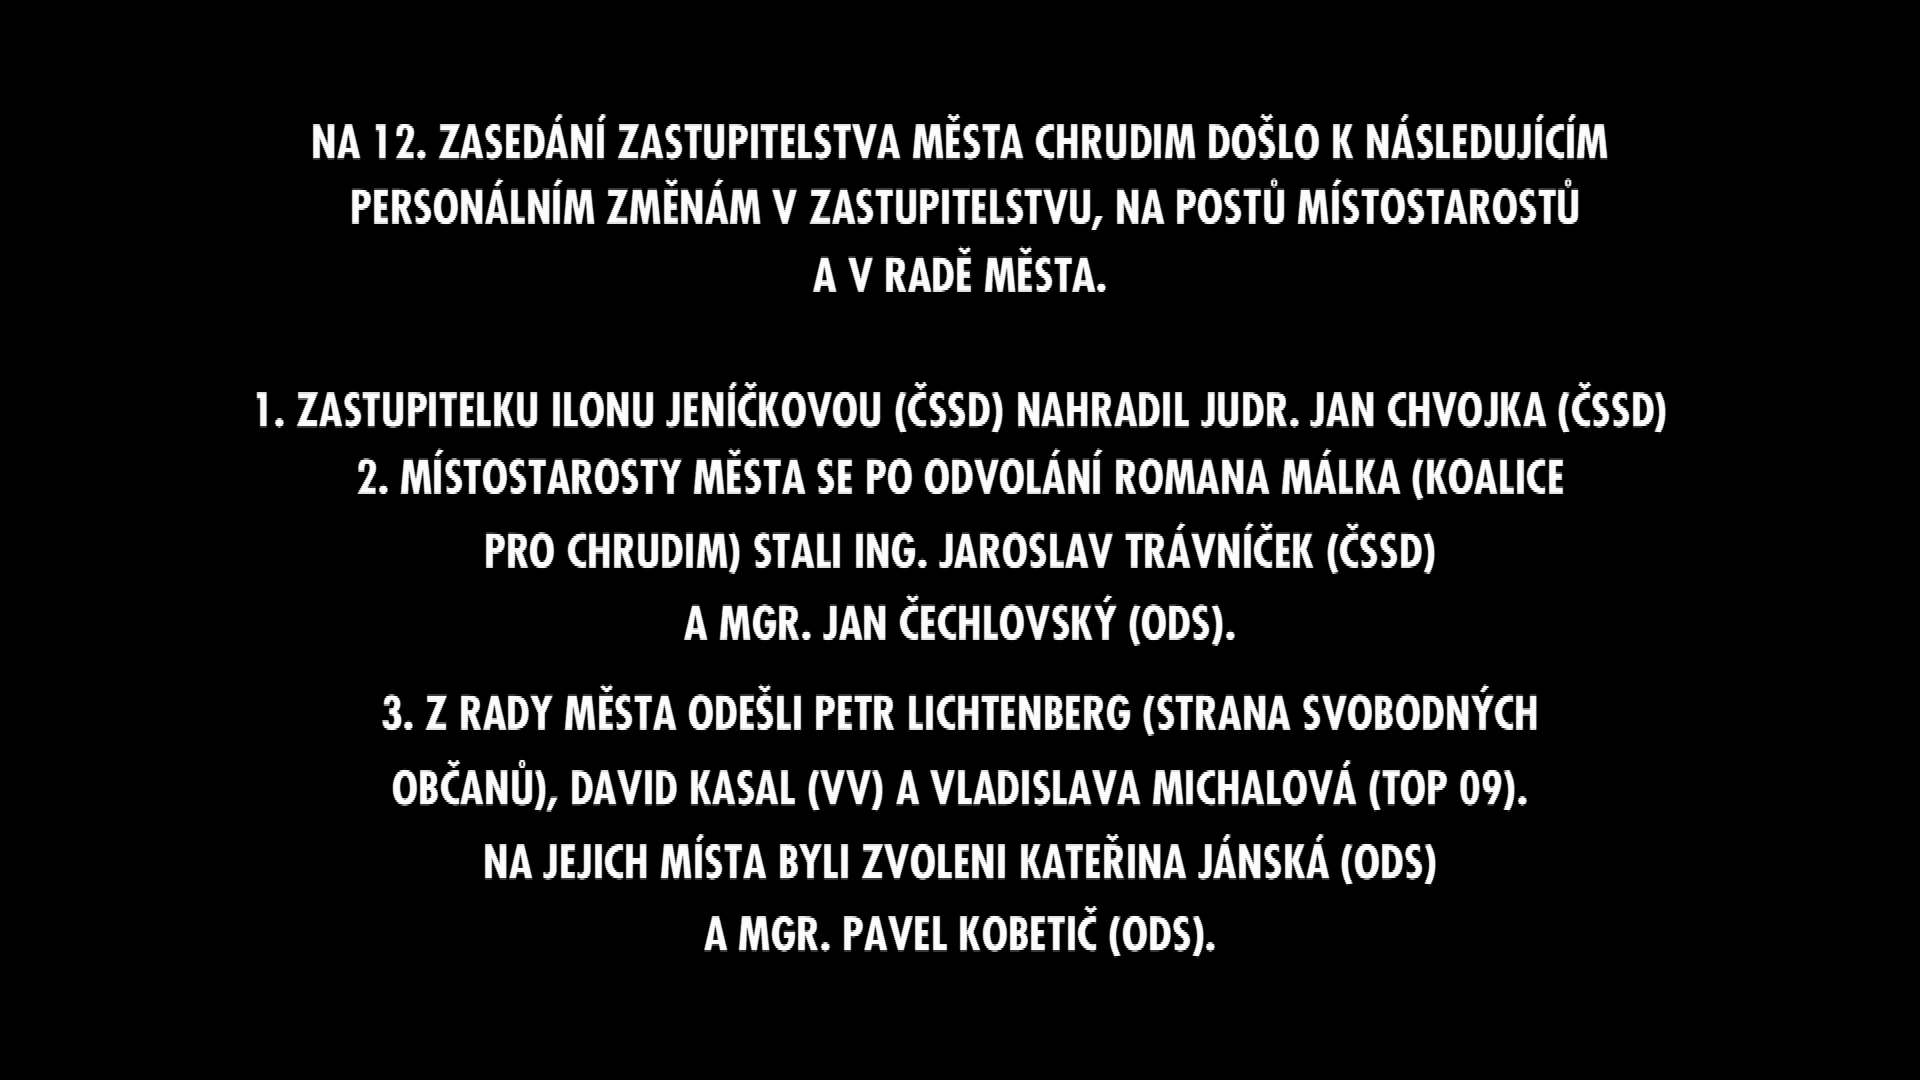 NA 12. ZASEDÁNÍ ZASTUPITELSTVA MĚSTA CHRUDIM DOŠLO K NÁSLEDUJÍCÍM
PERSONÁLNÍM ZMĚNÁM V ZASTUPITELSTVU, NA POSTŮ MÍSTOSTAROSTŮ
A V RADĚ MĚSTA.
1. ZASTUPITELKU ILONU JENÍČKOVOU (ČSSD) NAHRADIL JUDR. JAN CHVOJKA (ČSSD)
2. MÍSTOSTAROSTY MĚSTA SE PO ODVOLÁNÍ ROMANA MÁLKA (KOALICE
PRO CHRUDIM) STALI ING. JAROSLAV TRÁVNÍČEK (ČSSD)
A MGR. JAN ČECHLOVSKÝ (ODS).
3. Z RADY MĚSTA ODEŠLI PETR LICHTENBERG (STRANA SVOBODNÝCH
OBČANŮ), DAVID KASAL (VV) A VLADISLAVA MICHALOVÁ (TOP 09).
NA JEJICH MÍSTA BYLI ZVOLENI KATEŘINA JÁNSKÁ (ODS)
A MGR. PAVEL KOBETIČ (ODS).